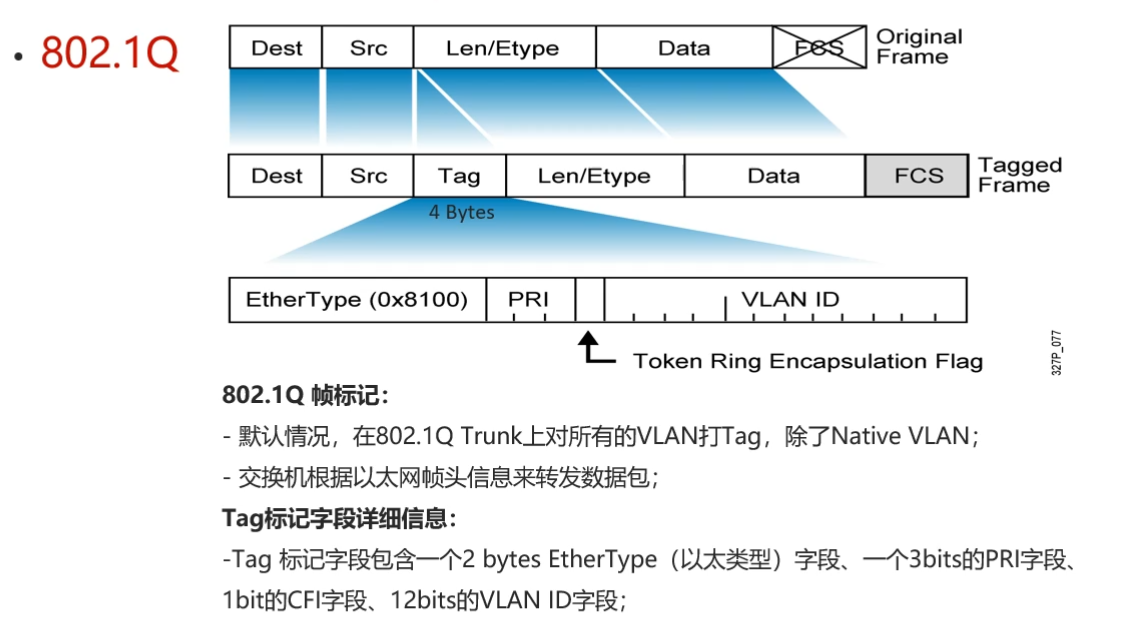 • 802.1Q
Dest Src Len/Etype Data FCS Original Frame
Dest Src Tag Len/Etype Data FCS Tagged Frame
4 Bytes
EtherType (0x8100) PRI VLAN ID
Token Ring Encapsulation Flag
327P_077
802.1Q 帧标记：
- 默认情况，在802.1Q Trunk上对所有的VLAN打Tag，除了Native VLAN；
- 交换机根据以太网帧头信息来转发数据包；
Tag标记字段详细信息：
-Tag 标记字段包含一个2 bytes EtherType（以太类型）字段、一个3bits的PRI字段、
1bit的CFI字段、12bits的VLAN ID字段；